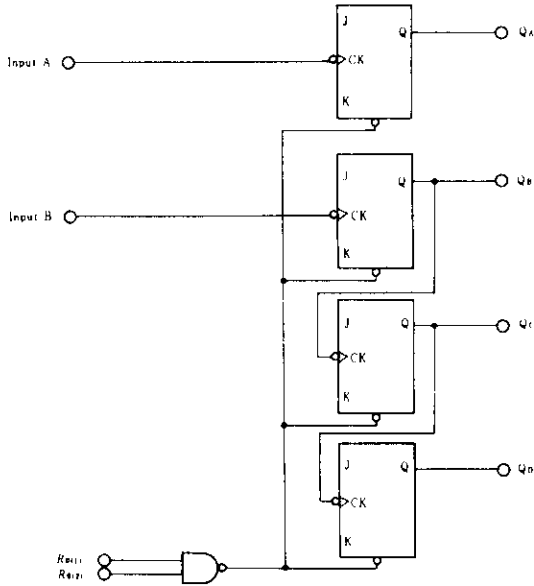 J
Q
QA
Input A
CK
K
J
Q
QB
Input B
CK
K
J
Q
QC
CK
K
J
Q
QD
CK
K
R0(1)
R0(2)